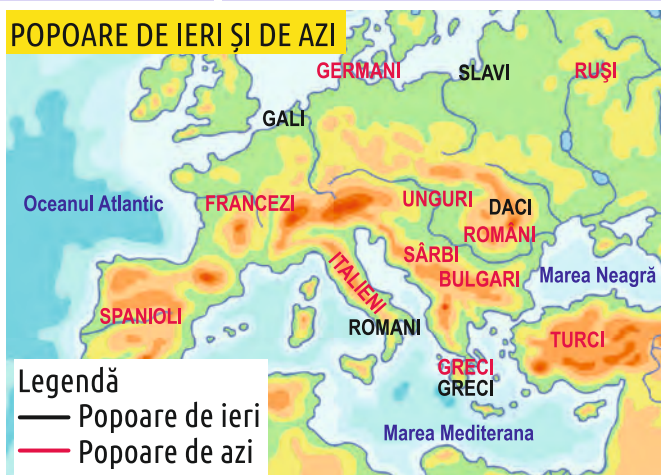 POPOARE DE IERI ȘI DE AZI
GERMANI
SLAVI
RUŞI
GALI
Oceanul Atlantic
FRANCEZI
UNGURI
DACI
ROMÂNI
SÂRBI
BULGARI
Marea Neagră
ITALIENI
SPANIOLI
ROMANI
TURCI
GRECI
GRECI
Marea Mediterana
Legendă
Popoare de ieri
Popoare de azi